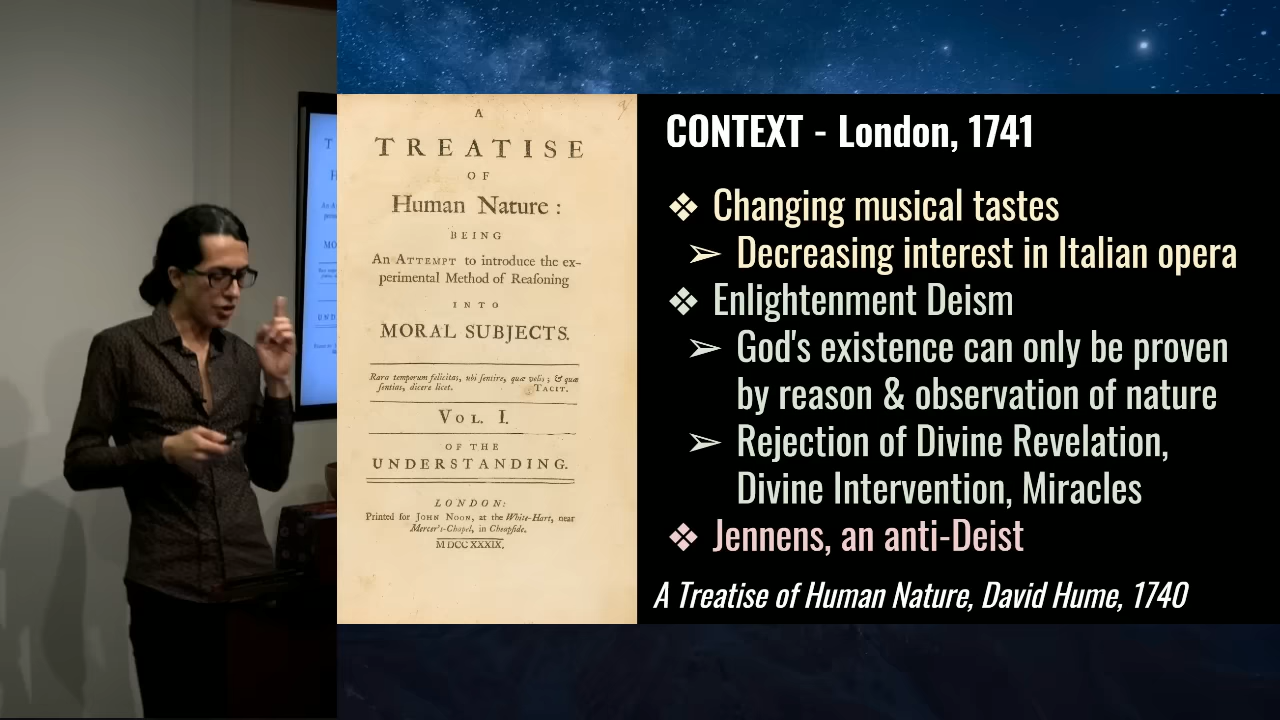 A
TREATISE
OF
Human Nature:
BEING
An ATTEMPT to introduce the ex-
perimental Method of Reaſoning
INTO
MORAL SUBJECTS.
Rara temporum felicitas, ubi ſentire, quæ velis; & quæ
ſentias, dicere licet. TACIT.
VOL. I.
OF THE
UNDERSTANDING.
LONDON:
Printed for JOHN NOON, at the White-Hart, near
Mercer's-Chapel, in Cheapſide.
MDCCXXXIX.
CONTEXT - London, 1741
❖ Changing musical tastes
➢ Decreasing interest in Italian opera
❖ Enlightenment Deism
➢ God's existence can only be proven
by reason & observation of nature
➢ Rejection of Divine Revelation,
Divine Intervention, Miracles
❖ Jennens, an anti-Deist
A Treatise of Human Nature, David Hume, 1740